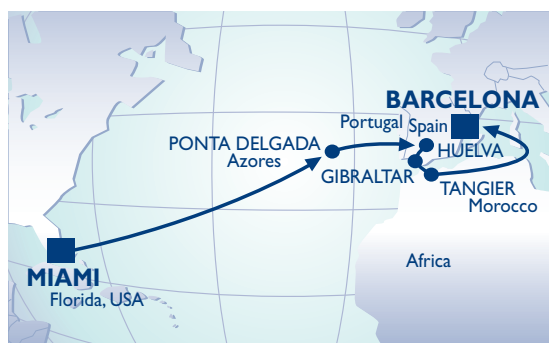 BARCELONA
Portugal Spain
PONTA DELGADA
Azores
HUELVA
GIBRALTAR
TANGIER
Morocco
Africa
MIAMI
Florida, USA